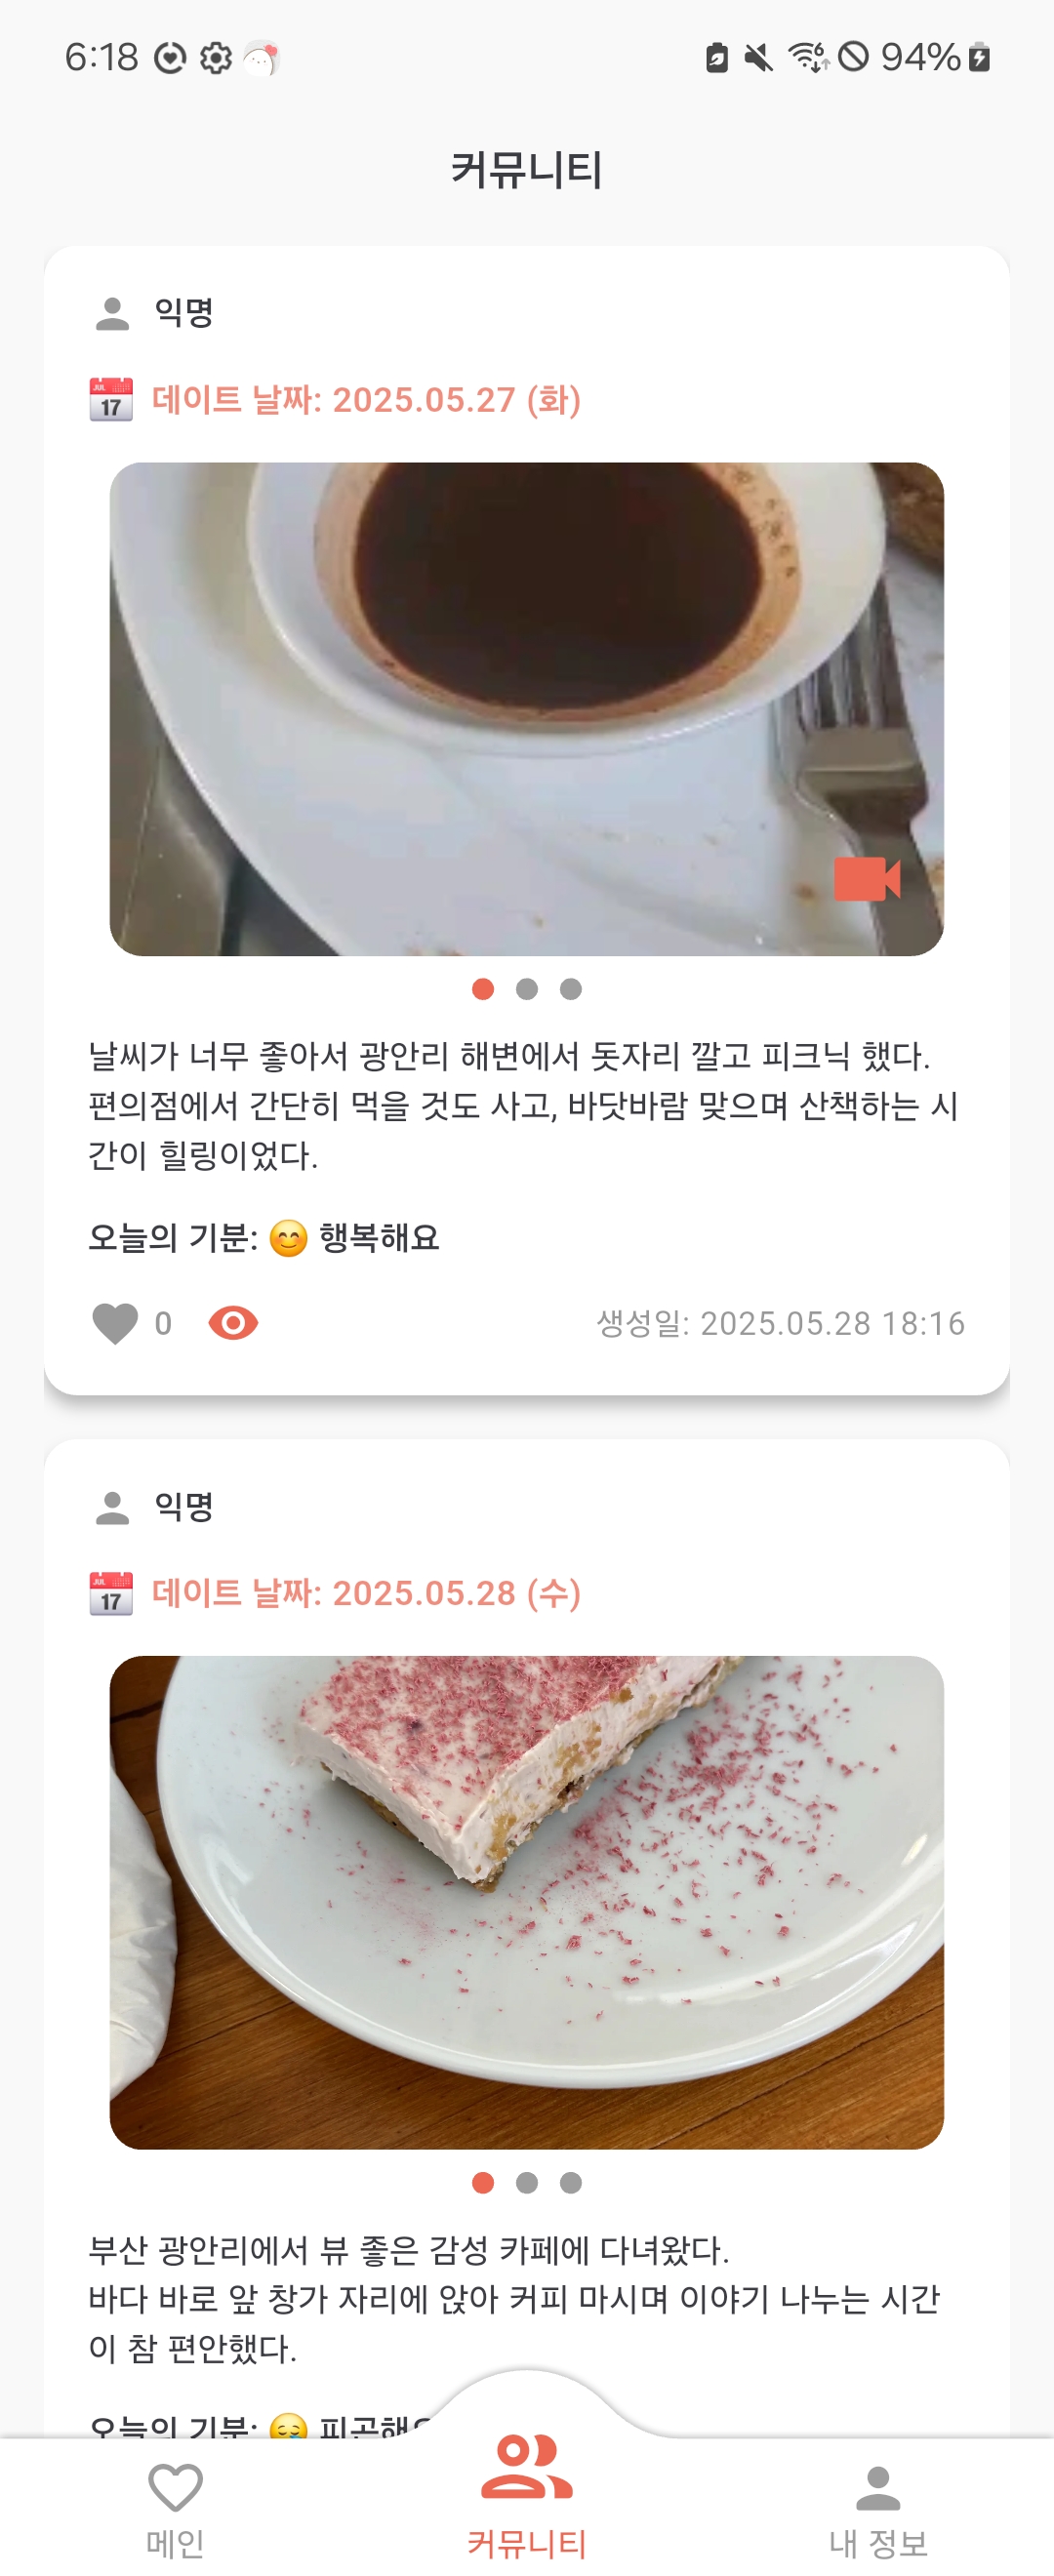 6:18 94%
커뮤니티
익명
JUL 17 데이트 날짜: 2025.05.27 (화)
날씨가 너무 좋아서 광안리 해변에서 돗자리 깔고 피크닉 했다.
편의점에서 간단히 먹을 것도 사고, 바닷바람 맞으며 산책하는 시
간이 힐링이었다.
오늘의 기분: 😊 행복해요
0 생성일: 2025.05.28 18:16
익명
JUL 17 데이트 날짜: 2025.05.28 (수)
부산 광안리에서 뷰 좋은 감성 카페에 다녀왔다.
바다 바로 앞 창가 자리에 앉아 커피 마시며 이야기 나누는 시간
이 참 편안했다.
오늘의 기분: 😪 피곤해요
메인 커뮤니티 내 정보